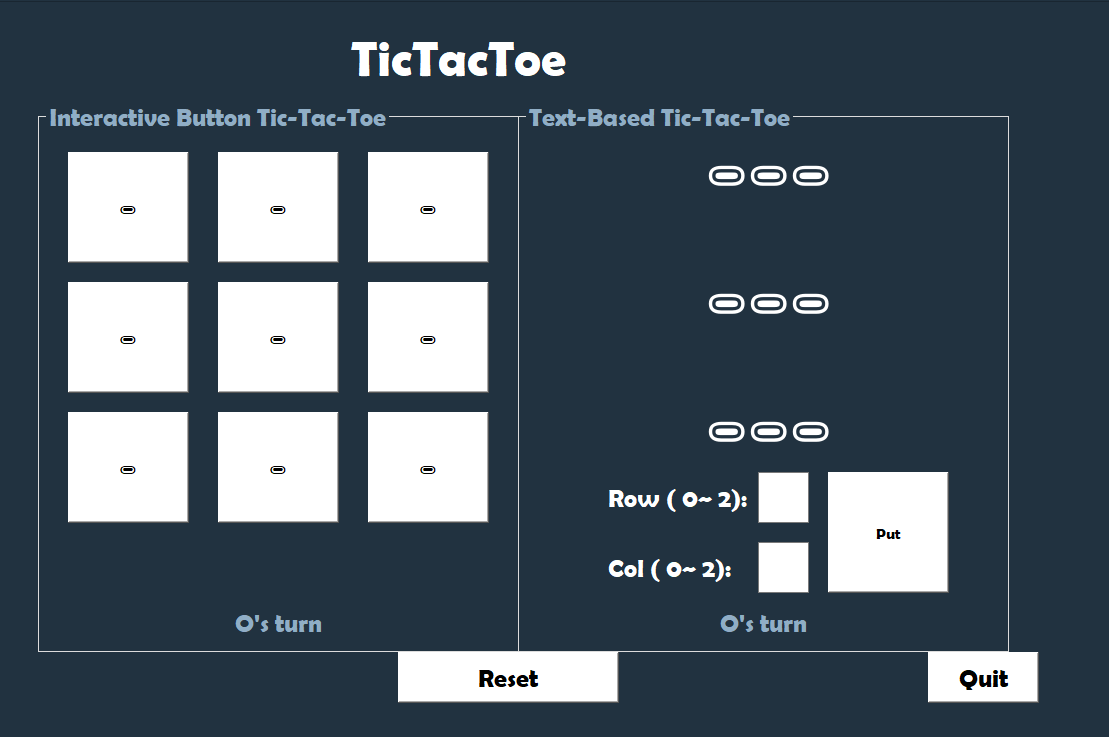 TicTacToe
Interactive Button Tic-Tac-Toe
O's turn
Text-Based Tic-Tac-Toe
Row ( 0~ 2):
Col ( 0~ 2):
Put
O's turn
Reset
Quit